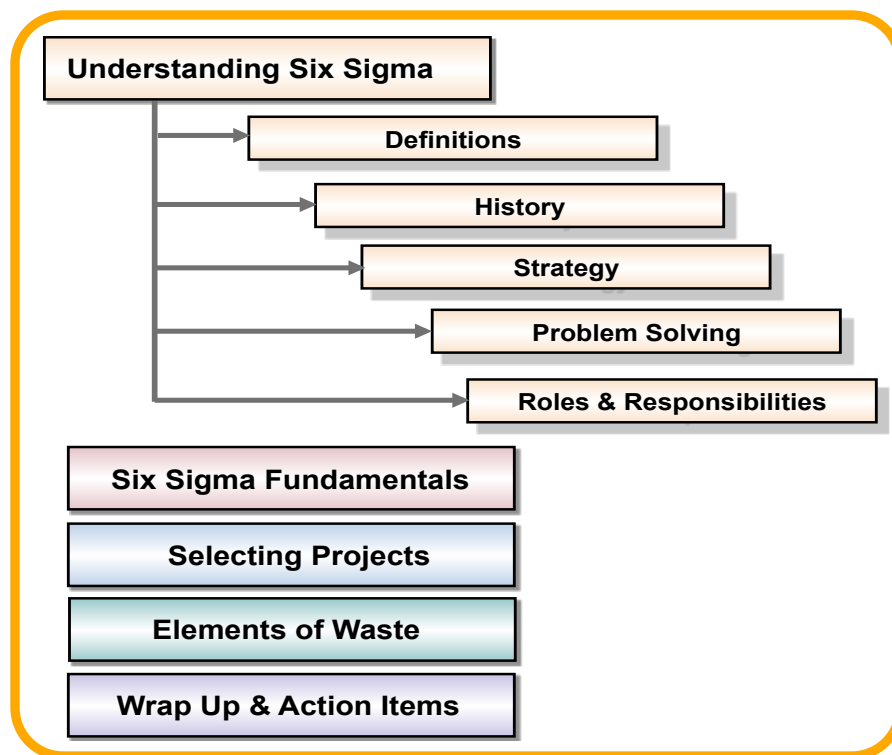 Understanding Six Sigma
Definitions
History
Strategy
Problem Solving
Roles & Responsibilities
Six Sigma Fundamentals
Selecting Projects
Elements of Waste
Wrap Up & Action Items